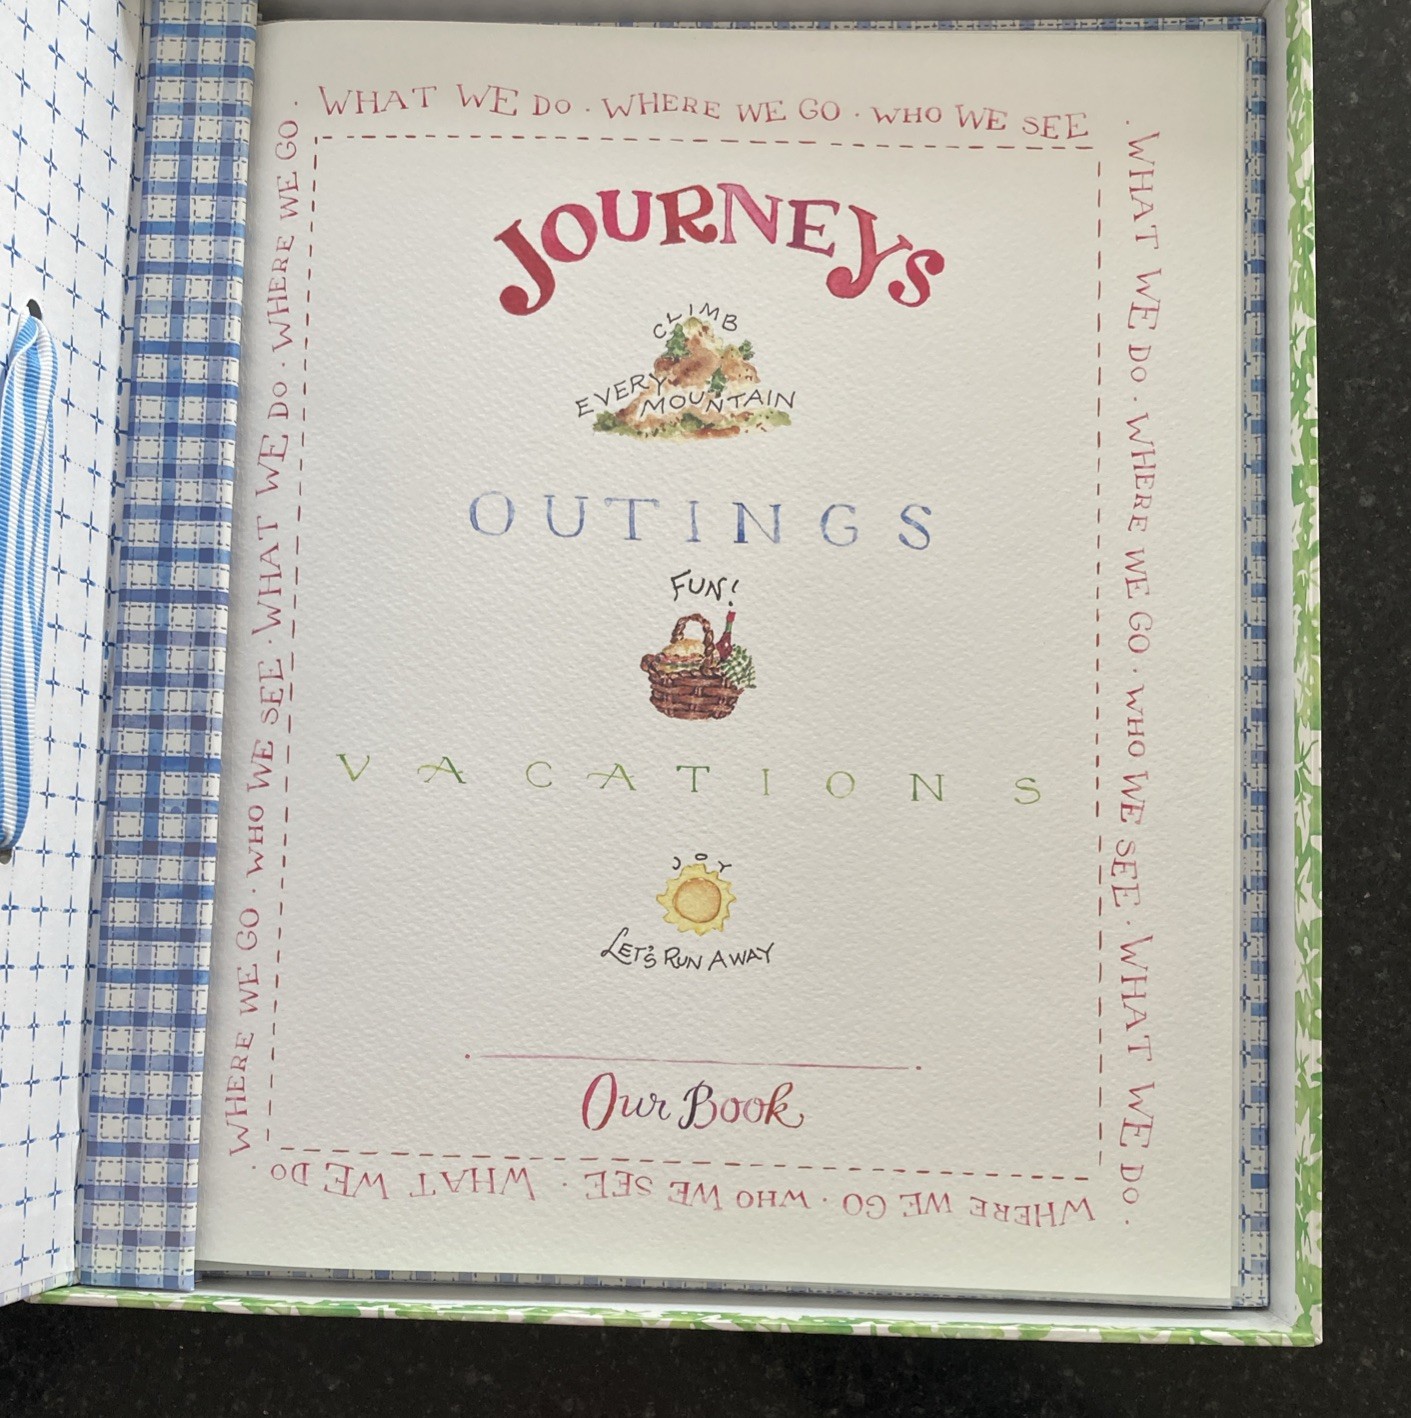 WHAT WE DO · WHERE WE GO · WHO WE SEE
· WHAT WE DO · WHERE WE GO · WHO WE SEE · WHAT WE DO ·
WHERE WE GO · WHO WE SEE · WHAT WE DO
· WHERE WE GO · WHO WE SEE · WHAT WE DO · WHERE WE GO ·
JOURNEYS
CLIMB
EVERY
MOUNTAIN
OUTINGS
FUN!
VACATIONS
JOY
LET'S RUN AWAY
Our Book